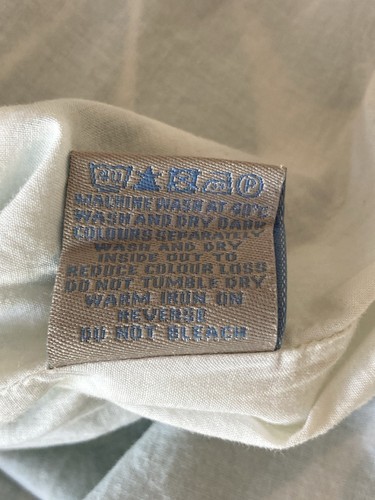 40 P
MACHINE WASH AT 40°C
WASH AND DRY DARK
COLOURS SEPARATELY
WASH AND DRY
INSIDE OUT TO
REDUCE COLOUR LOSS
DO NOT TUMBLE DRY
WARM IRON ON
REVERSE
DO NOT BLEACH